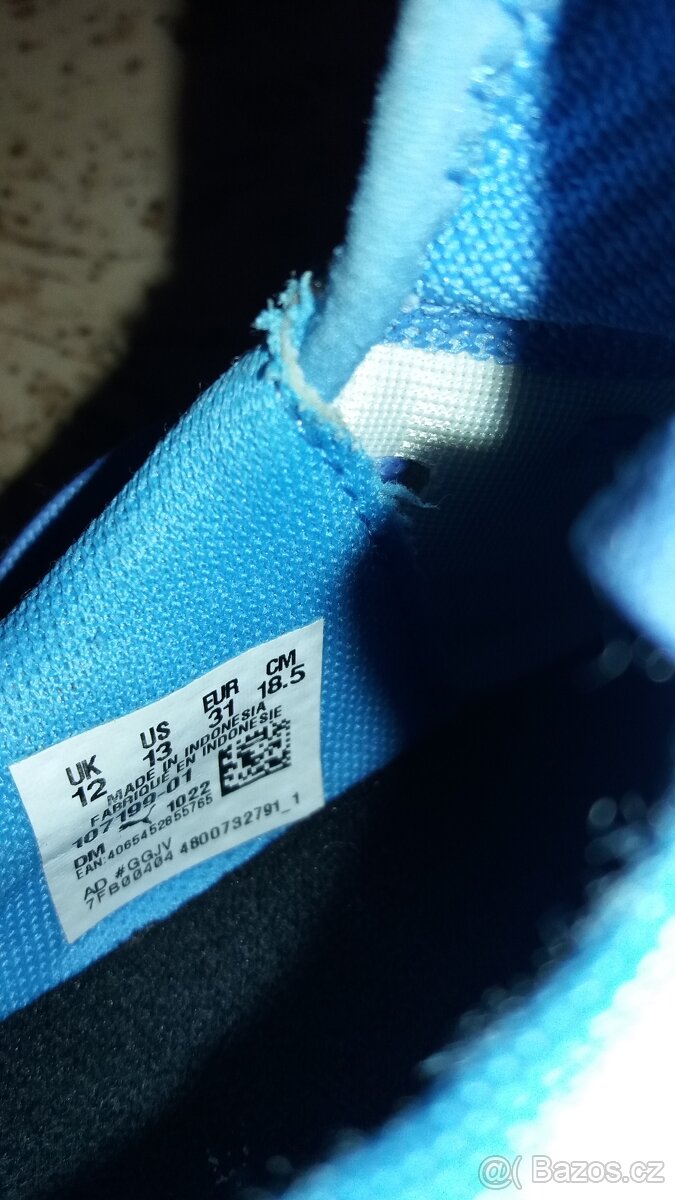 UK US EUR CM
12 13 31 18.5
MADE IN INDONESIA
FABRIQUE EN INDONESIE
107199-01
DM 1022
EAN:4065452855765
AD #GGJV
7FB00404 4800732791_1
@( Bazos.cz